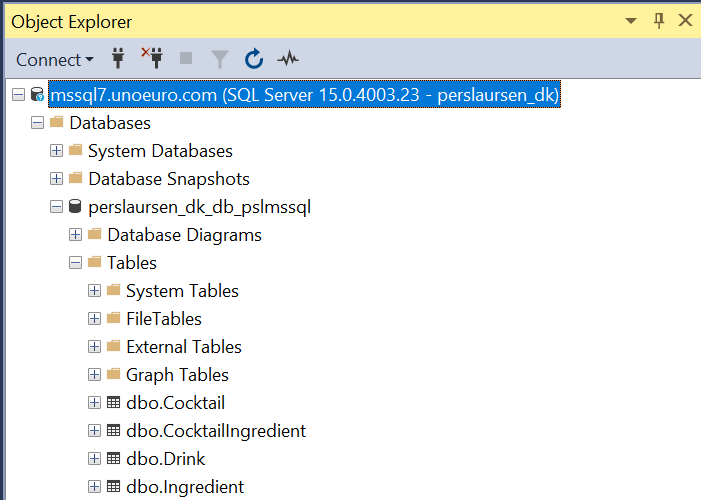 Object Explorer
Connect
mssql7.unoeuro.com (SQL Server 15.0.4003.23 - perslaursen_dk)
Databases
System Databases
Database Snapshots
perslaursen_dk_db_pslmssql
Database Diagrams
Tables
System Tables
FileTables
External Tables
Graph Tables
dbo.Cocktail
dbo.CocktailIngredient
dbo.Drink
dbo.Ingredient